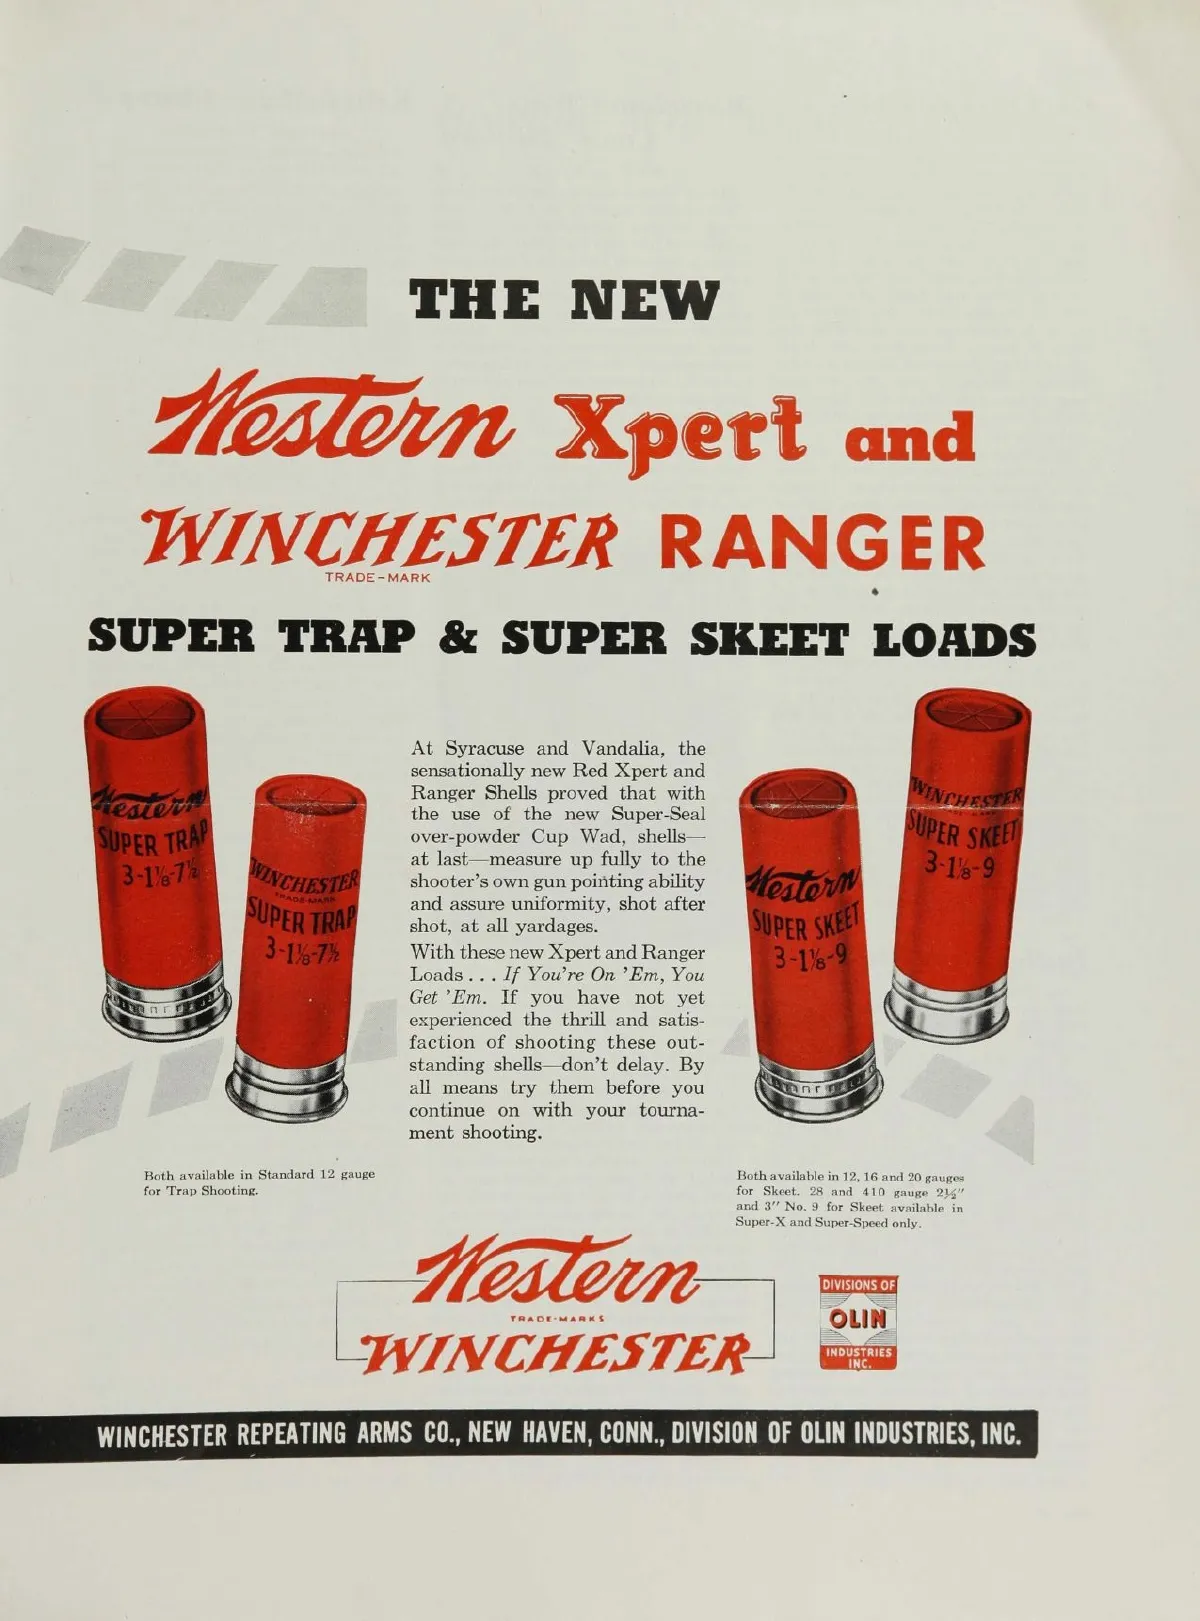 THE NEW
Western Xpert and
WINCHESTER RANGER
TRADE-MARK
SUPER TRAP & SUPER SKEET LOADS
Western
SUPER TRAP
3-1⅛-7½
WINCHESTER
TRADE-MARK
SUPER TRAP
3-1⅛-7½
At Syracuse and Vandalia, the
sensationally new Red Xpert and
Ranger Shells proved that with
the use of the new Super-Seal
over-powder Cup Wad, shells—
at last—measure up fully to the
shooter's own gun pointing ability
and assure uniformity, shot after
shot, at all yardages.
With these new Xpert and Ranger
Loads . . . If You're On 'Em, You
Get 'Em. If you have not yet
experienced the thrill and satis-
faction of shooting these out-
standing shells—don't delay. By
all means try them before you
continue on with your tourna-
ment shooting.
Western
SUPER SKEET
3-1⅛-9
WINCHESTER
SUPER SKEET
3-1⅛-9
Both available in Standard 12 gauge
for Trap Shooting.
Both available in 12, 16 and 20 gauges
for Skeet. 28 and 410 gauge 2½"
and 3" No. 9 for Skeet available in
Super-X and Super-Speed only.
Western
TRADE-MARKS
WINCHESTER
DIVISIONS OF
OLIN
INDUSTRIES
INC.
WINCHESTER REPEATING ARMS CO., NEW HAVEN, CONN., DIVISION OF OLIN INDUSTRIES, INC.